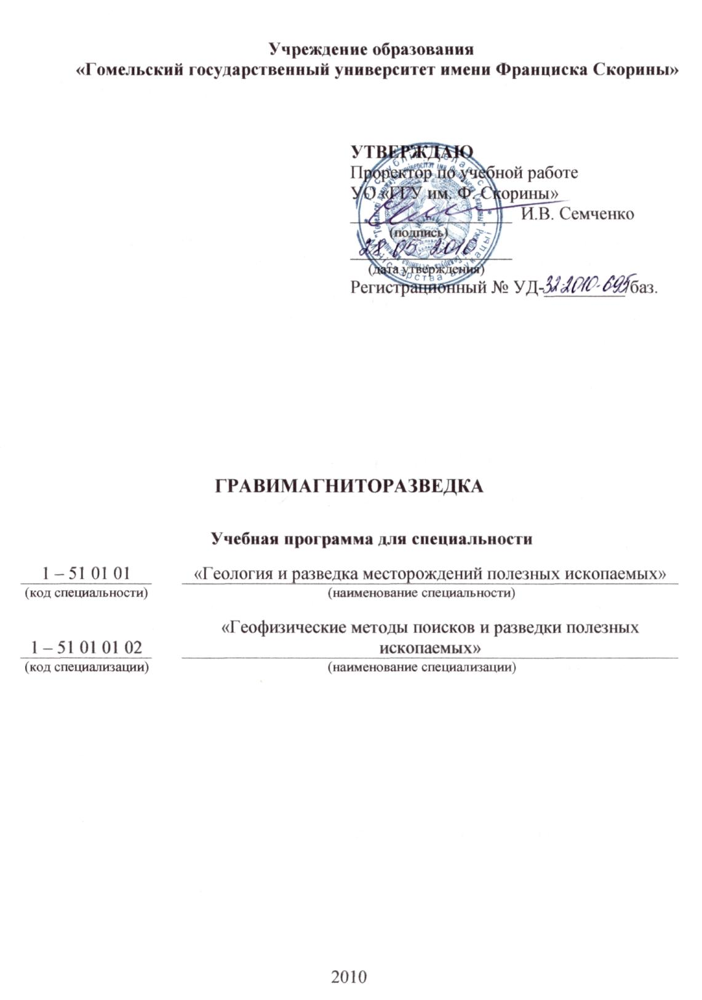 Учреждение образования
«Гомельский государственный университет имени Франциска Скорины»
УТВЕРЖДАЮ
Проректор по учебной работе
УО «ГГУ им. Ф. Скорины»
И.В. Семченко
(подпись)
28 05 2010
(дата утверждения)
Регистрационный № УД-32-2010-695/баз.
ГРАВИМАГНИТОРАЗВЕДКА
Учебная программа для специальности
1 – 51 01 01 «Геология и разведка месторождений полезных ископаемых»
(код специальности) (наименование специальности)
«Геофизические методы поисков и разведки полезных
1 – 51 01 01 02 ископаемых»
(код специализации) (наименование специализации)
2010